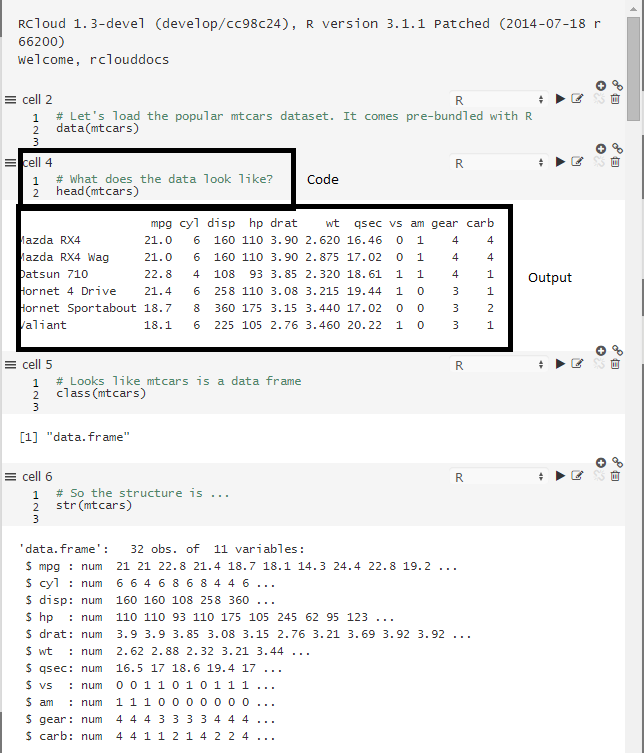 RCloud 1.3-devel (develop/cc98c24), R version 3.1.1 Patched (2014-07-18 r
66200)
Welcome, rclouddocs
cell 2 R
1 # Let's load the popular mtcars dataset. It comes pre-bundled with R
2 data(mtcars)
3
cell 4 R
1 # What does the data look like?
2 head(mtcars)
Code
mpg cyl disp hp drat wt qsec vs am gear carb
Mazda RX4 21.0 6 160 110 3.90 2.620 16.46 0 1 4 4
Mazda RX4 Wag 21.0 6 160 110 3.90 2.875 17.02 0 1 4 4
Datsun 710 22.8 4 108 93 3.85 2.320 18.61 1 1 4 1
Hornet 4 Drive 21.4 6 258 110 3.08 3.215 19.44 1 0 3 1
Hornet Sportabout 18.7 8 360 175 3.15 3.440 17.02 0 0 3 2
Valiant 18.1 6 225 105 2.76 3.460 20.22 1 0 3 1
Output
cell 5 R
1 # Looks like mtcars is a data frame
2 class(mtcars)
3
[1] "data.frame"
cell 6 R
1 # So the structure is ...
2 str(mtcars)
3
'data.frame': 32 obs. of 11 variables:
$ mpg : num 21 21 22.8 21.4 18.7 18.1 14.3 24.4 22.8 19.2 ...
$ cyl : num 6 6 4 6 8 6 8 4 4 6 ...
$ disp: num 160 160 108 258 360 ...
$ hp : num 110 110 93 110 175 105 245 62 95 123 ...
$ drat: num 3.9 3.9 3.85 3.08 3.15 2.76 3.21 3.69 3.92 3.92 ...
$ wt : num 2.62 2.88 2.32 3.21 3.44 ...
$ qsec: num 16.5 17 18.6 19.4 17 ...
$ vs : num 0 0 1 1 0 1 0 1 1 1 ...
$ am : num 1 1 1 0 0 0 0 0 0 0 ...
$ gear: num 4 4 4 3 3 3 3 4 4 4 ...
$ carb: num 4 4 1 1 2 1 4 2 2 4 ...